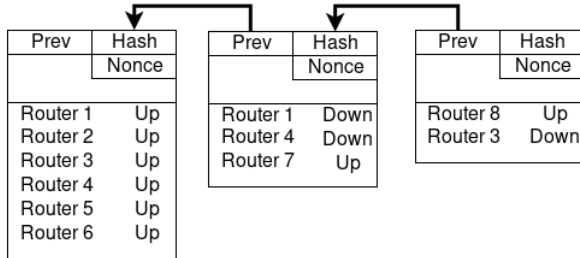 Prev Hash
Nonce
Router 1 Up
Router 2 Up
Router 3 Up
Router 4 Up
Router 5 Up
Router 6 Up
Prev Hash
Nonce
Router 1 Down
Router 4 Down
Router 7 Up
Prev Hash
Nonce
Router 8 Up
Router 3 Down